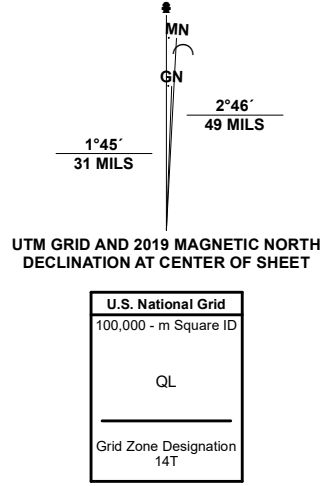 MN
GN
2°46´
49 MILS
1°45´
31 MILS
UTM GRID AND 2019 MAGNETIC NORTH
DECLINATION AT CENTER OF SHEET
U.S. National Grid
100,000 - m Square ID
QL
Grid Zone Designation
14T